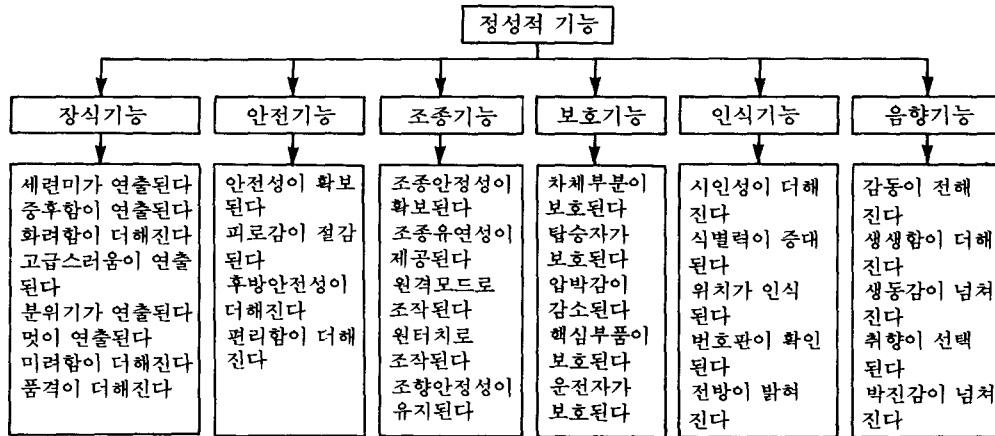 정성적 기능
장식기능
안전기능
조종기능
보호기능
인식기능
음향기능
세련미가 연출된다
중후함이 연출된다
화려함이 더해진다
고급스러움이 연출
된다
분위기가 연출된다
멋이 연출된다
미려함이 더해진다
품격이 더해진다
안전성이 확보
된다
피로감이 절감
된다
후방안전성이
더해진다
편리함이 더해
진다
조종안정성이
확보된다
조종유연성이
제공된다
원격모드로
조작된다
원터치로
조작된다
조향안정성이
유지된다
차체부분이
보호된다
탑승자가
보호된다
압박감이
감소된다
핵심부품이
보호된다
운전자가
보호된다
시인성이 더해
진다
식별력이 증대
된다
위치가 인식
된다
번호판이 확인
된다
전방이 밝혀
진다
감동이 전해
진다
생생함이 더해
진다
생동감이 넘쳐
진다
취향이 선택
된다
박진감이 넘쳐
진다